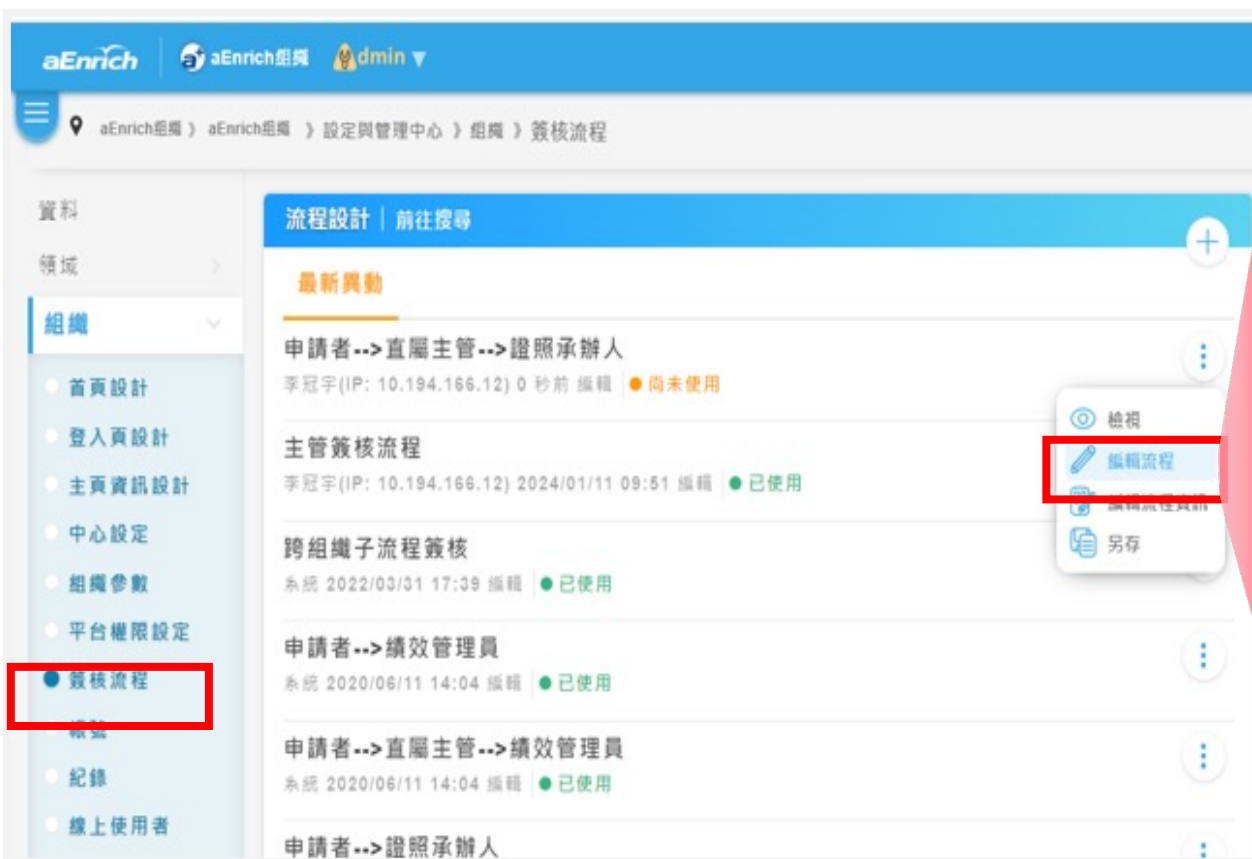 aEnrich aEnrich組織 Admin ▼
aEnrich組織 》 aEnrich組織 》設定與管理中心 》組織 》簽核流程
資料
領域
組織
首頁設計
登入頁設計
主頁資訊設計
中心設定
組織參數
平台權限設定
簽核流程
帳號
紀錄
線上使用者
流程設計 | 前往搜尋
最新異動
申請者-->直屬主管-->證照承辦人
李冠宇(IP: 10.194.166.12) 0 秒前 編輯 ●尚未使用
主管簽核流程
李冠宇(IP: 10.194.166.12) 2024/01/11 09:51 編輯 ●已使用
跨組織子流程簽核
系統 2022/03/31 17:39 編輯 ●已使用
申請者-->績效管理員
系統 2020/06/11 14:04 編輯 ●已使用
申請者-->直屬主管-->績效管理員
系統 2020/06/11 14:04 編輯 ●已使用
申請者-->證照承辦人
檢視
編輯流程
編輯流程資訊
另存